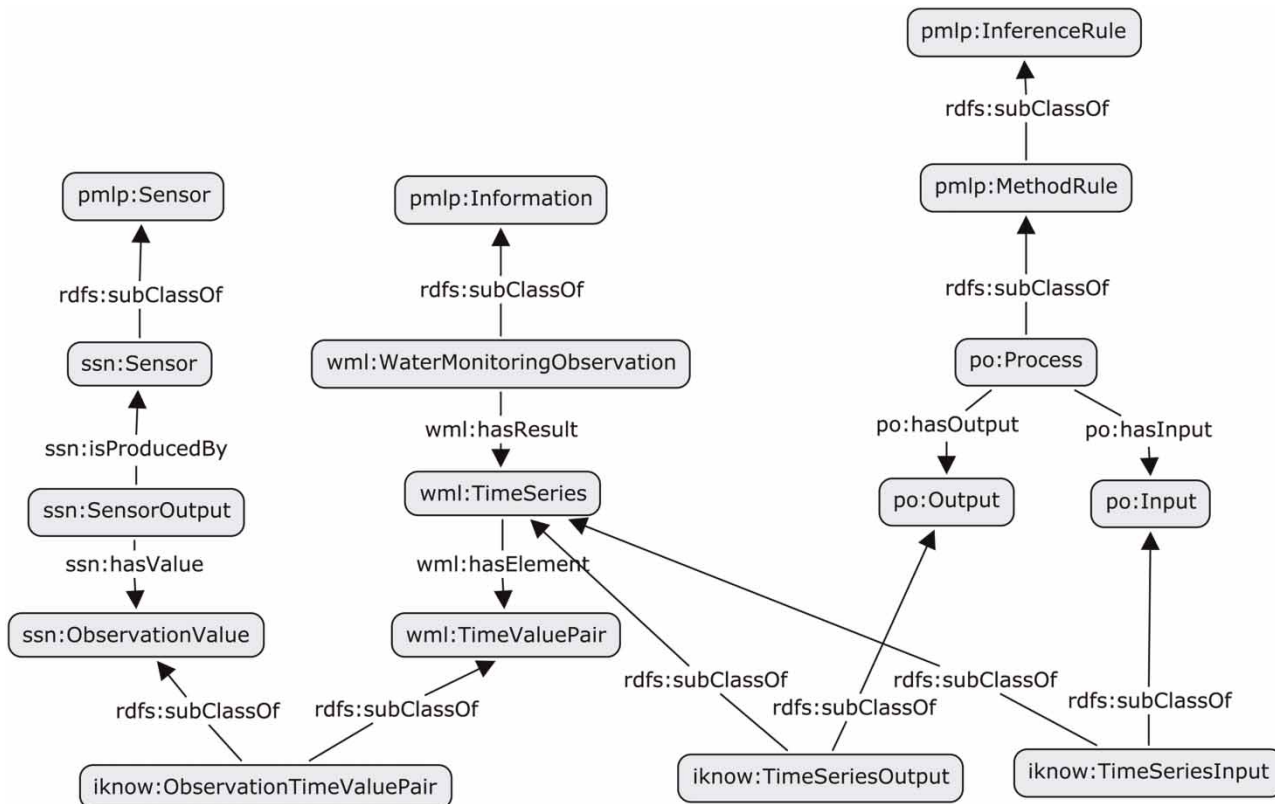 pmlp:InferenceRule
rdfs:subClassOf
pmlp:Sensor
pmlp:Information
pmlp:MethodRule
rdfs:subClassOf
rdfs:subClassOf
rdfs:subClassOf
ssn:Sensor
wml:WaterMonitoringObservation
po:Process
ssn:isProducedBy
wml:hasResult
po:hasOutput
po:hasInput
ssn:SensorOutput
wml:TimeSeries
po:Output
po:Input
ssn:hasValue
wml:hasElement
ssn:ObservationValue
wml:TimeValuePair
rdfs:subClassOf
rdfs:subClassOf
rdfs:subClassOf
rdfs:subClassOf
rdfs:subClassOf
rdfs:subClassOf
iknow:ObservationTimeValuePair
iknow:TimeSeriesOutput
iknow:TimeSeriesInput